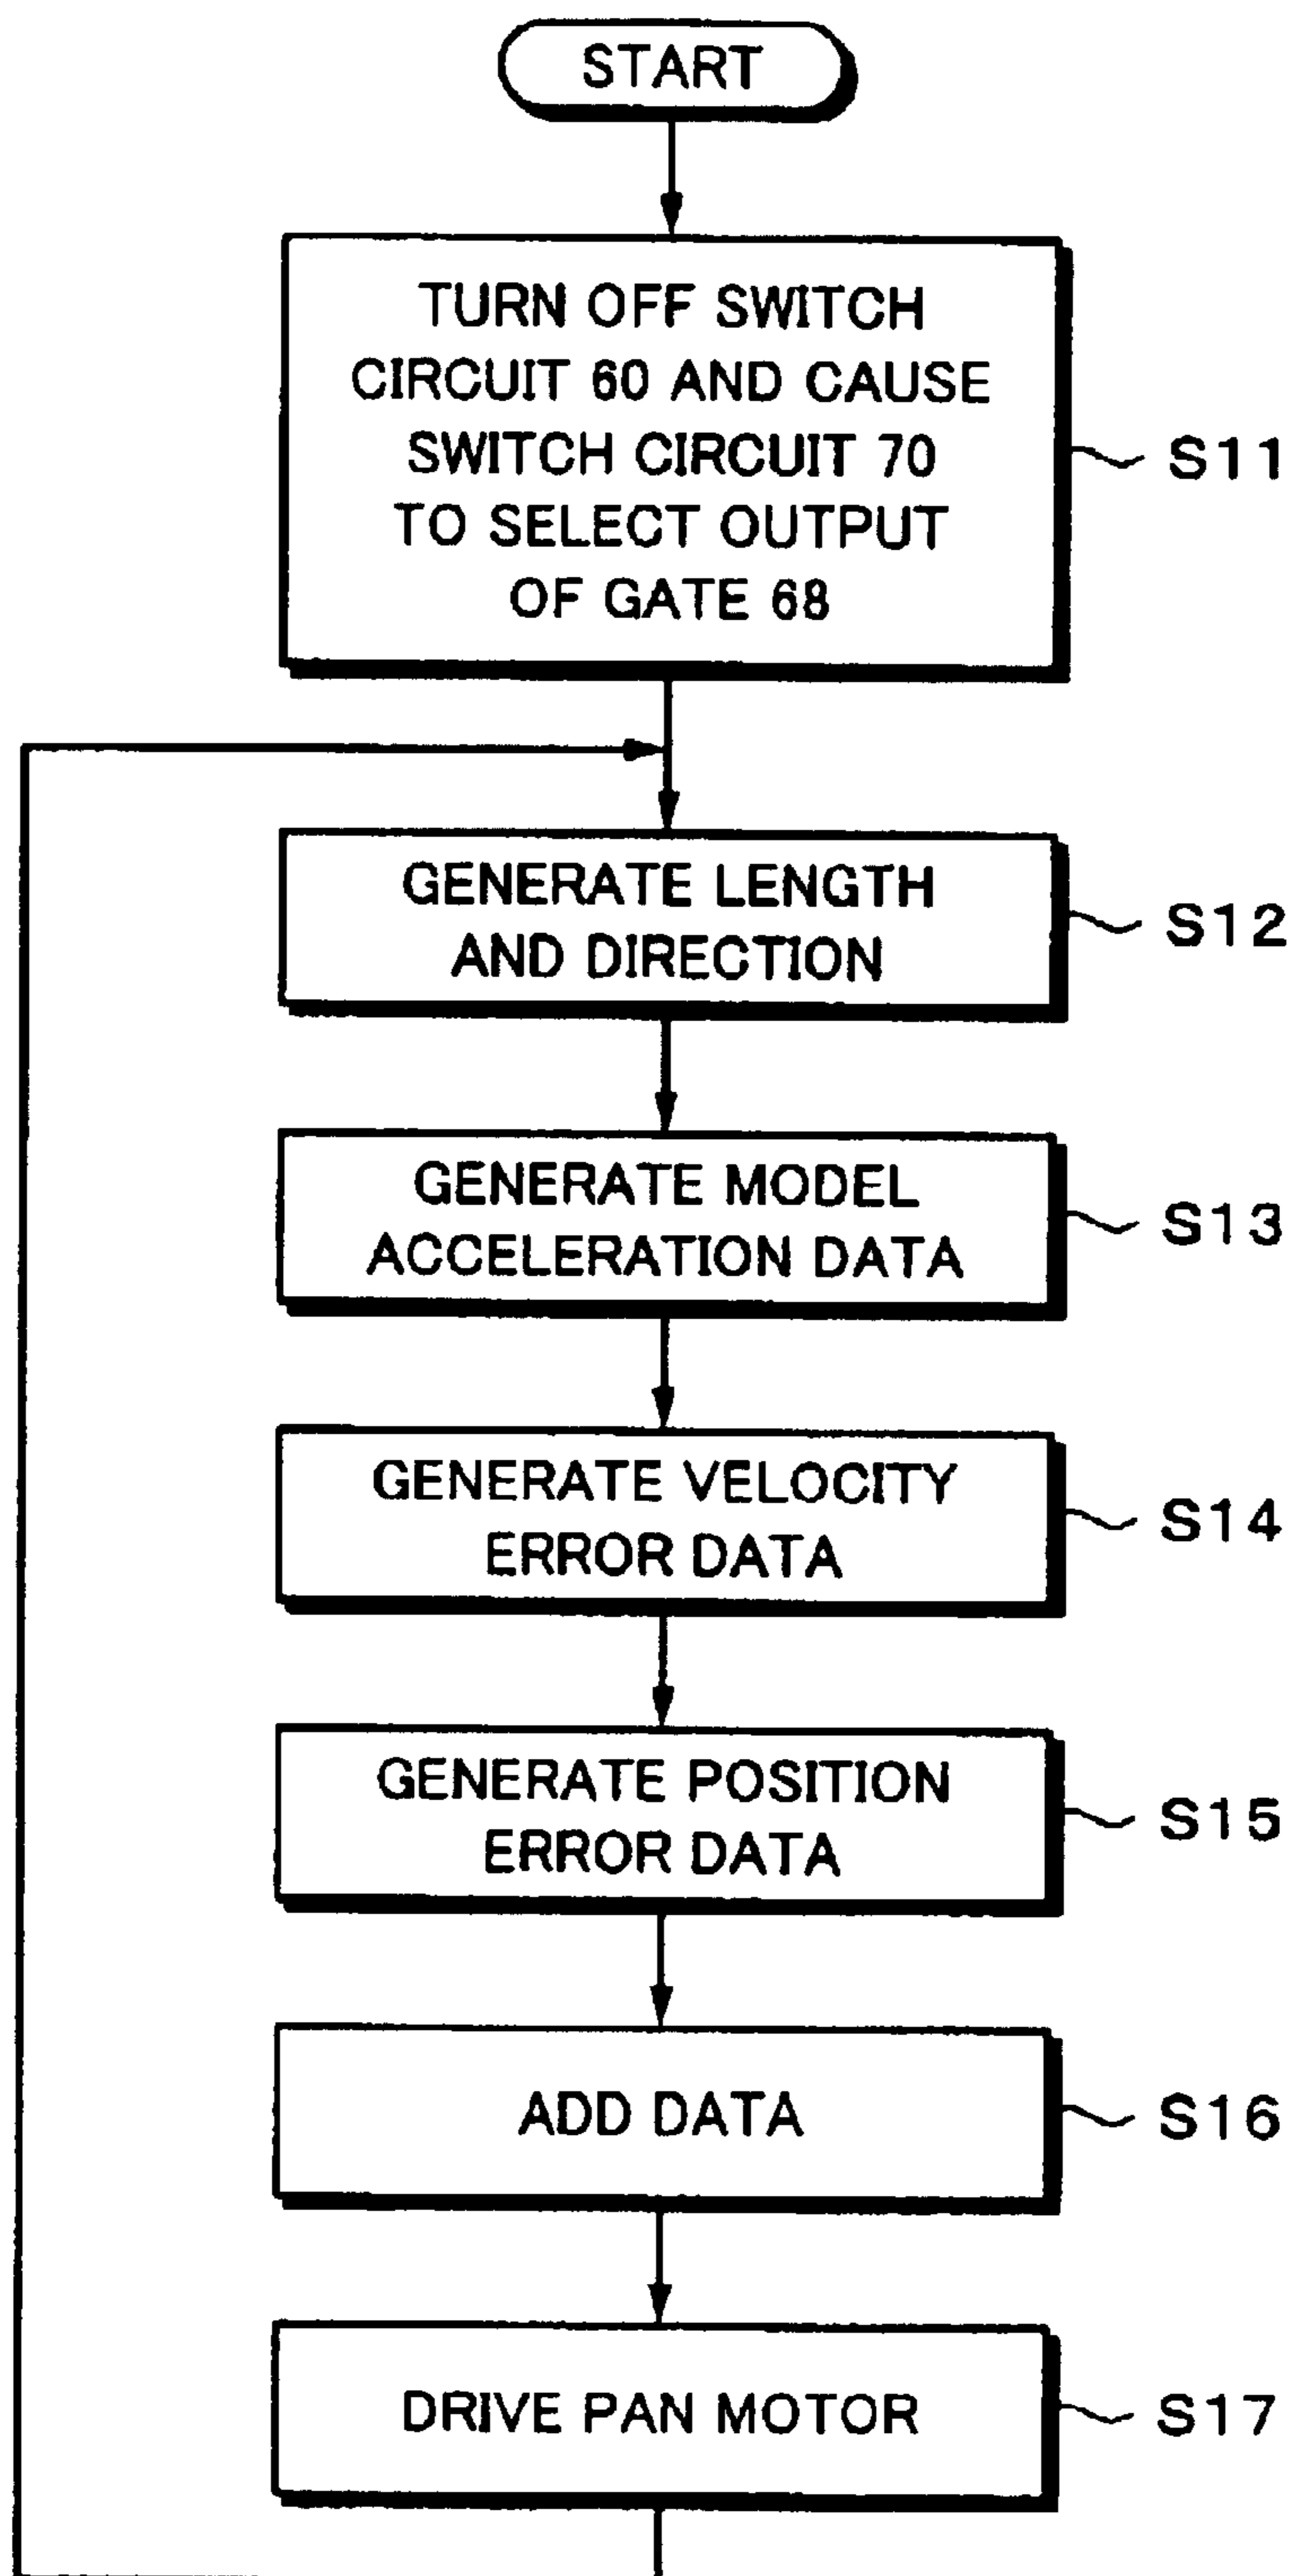 START
TURN OFF SWITCH
CIRCUIT 60 AND CAUSE
SWITCH CIRCUIT 70
TO SELECT OUTPUT
OF GATE 68
S11
GENERATE LENGTH
AND DIRECTION
S12
GENERATE MODEL
ACCELERATION DATA
S13
GENERATE VELOCITY
ERROR DATA
S14
GENERATE POSITION
ERROR DATA
S15
ADD DATA
S16
DRIVE PAN MOTOR
S17